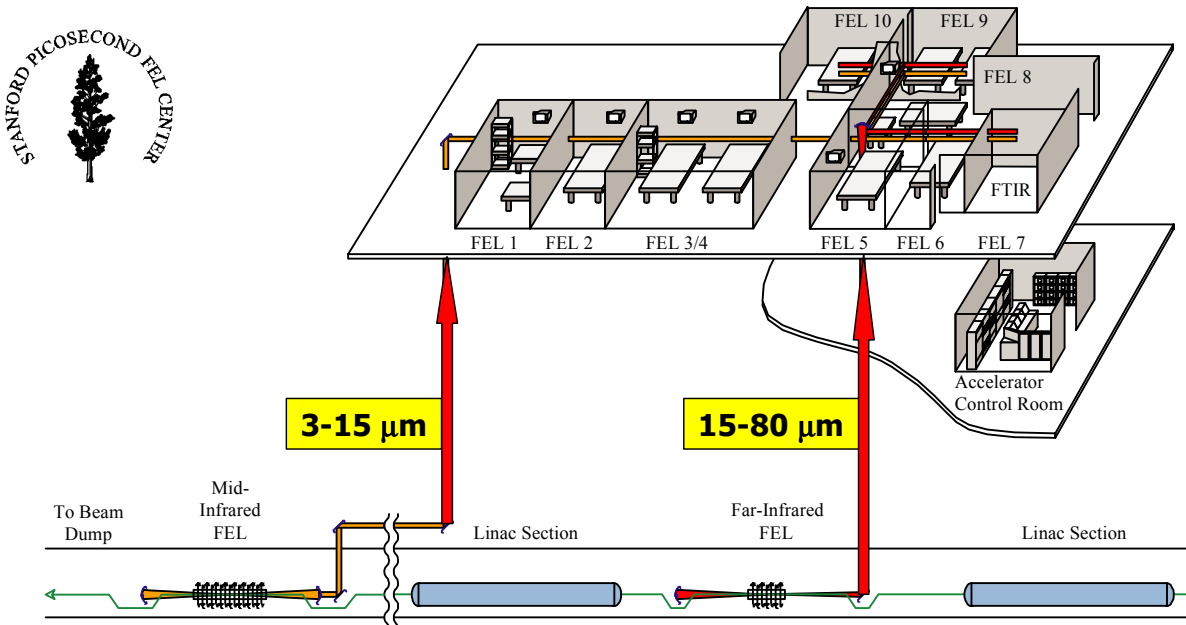 STANFORD PICOSECOND FEL CENTER
FEL 10
FEL 9
FEL 8
FTIR
FEL 1
FEL 2
FEL 3/4
FEL 5
FEL 6
FEL 7
Accelerator
Control Room
3-15 μm
15-80 μm
To Beam
Dump
Mid-
Infrared
FEL
Linac Section
Far-Infrared
FEL
Linac Section